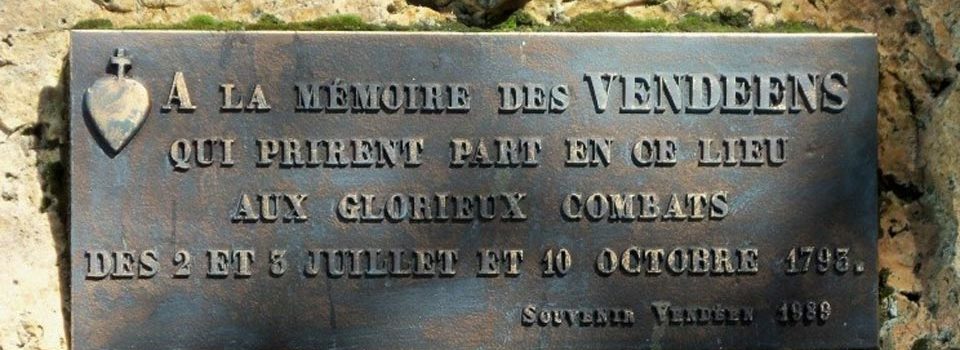 A LA MÉMOIRE DES VENDEENS
QUI PRIRENT PART EN CE LIEU
AUX GLORIEUX COMBATS
DES 2 ET 3 JUILLET ET 10 OCTOBRE 1793.
SOUVENIR VENDÉEN 1989